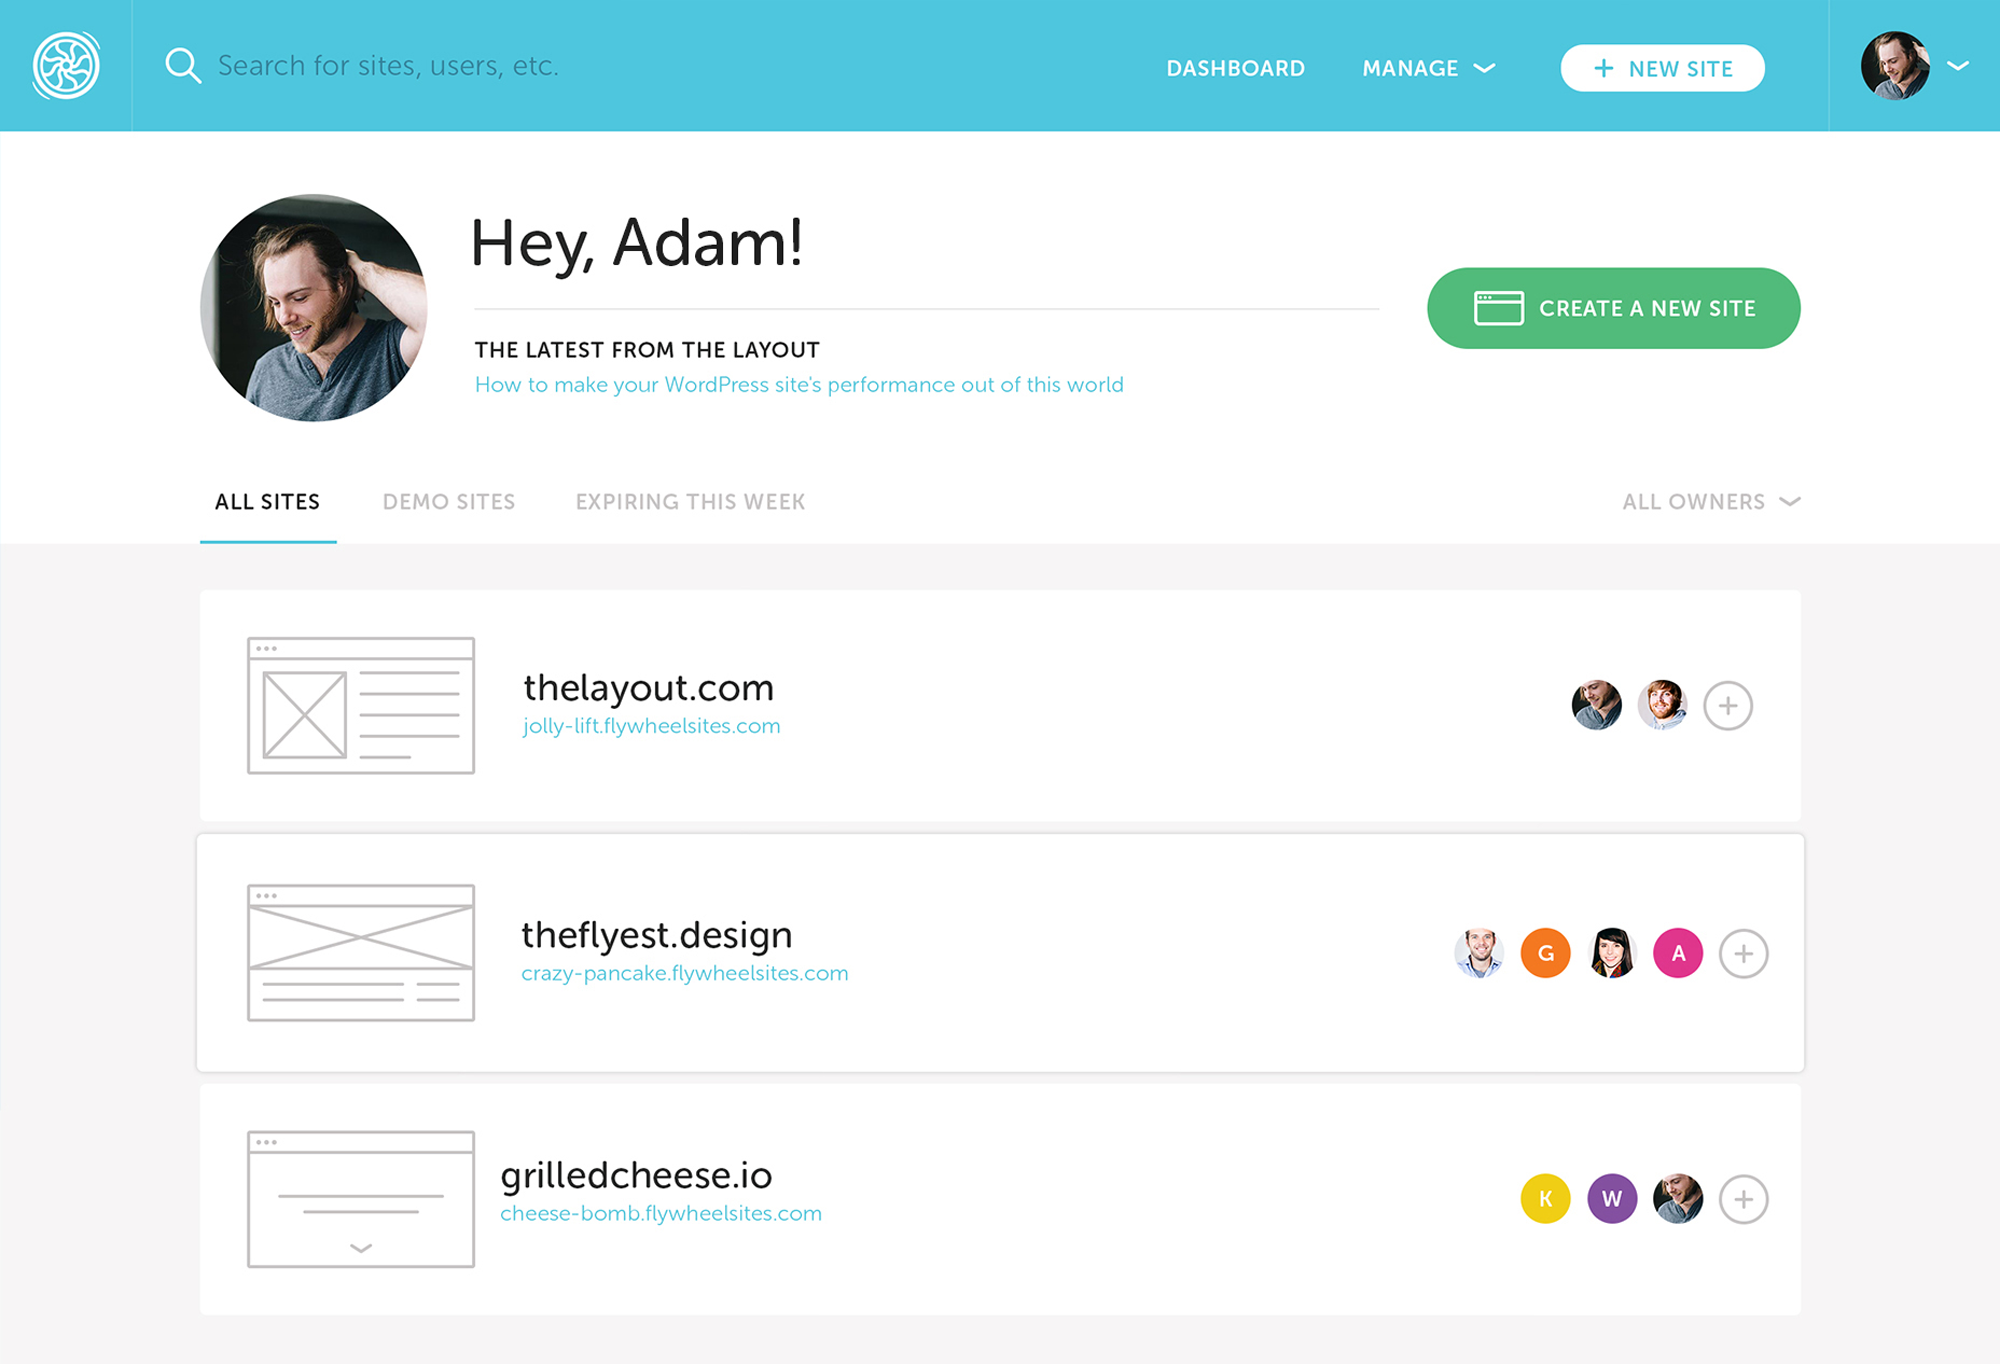 Search for sites, users, etc.
DASHBOARD
MANAGE
+ NEW SITE
Hey, Adam!
CREATE A NEW SITE
THE LATEST FROM THE LAYOUT
How to make your WordPress site's performance out of this world
ALL SITES
DEMO SITES
EXPIRING THIS WEEK
ALL OWNERS
thelayout.com
jolly-lift.flywheelsites.com
theflyest.design
crazy-pancake.flywheelsites.com
G
A
grilledcheese.io
cheese-bomb.flywheelsites.com
K
W